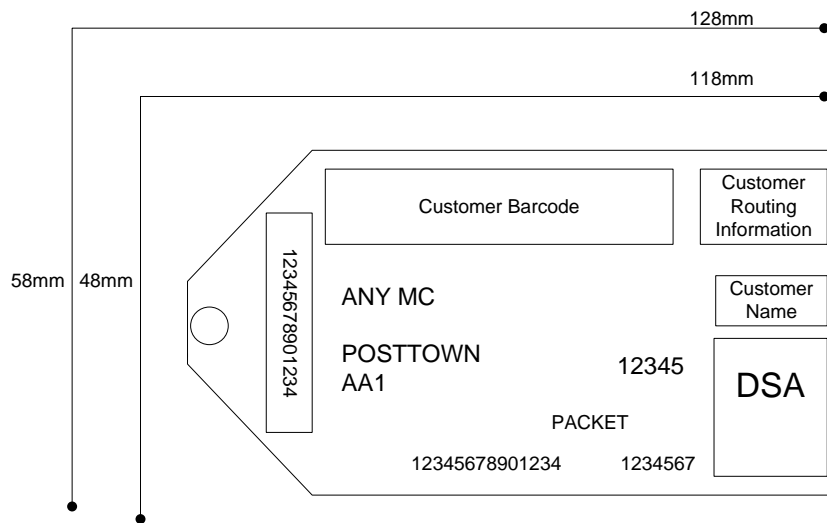 128mm
118mm
Customer Barcode
Customer
Routing
Information
58mm
48mm
12345678901234
ANY MC
Customer
Name
POSTTOWN
AA1
12345
DSA
PACKET
12345678901234
1234567